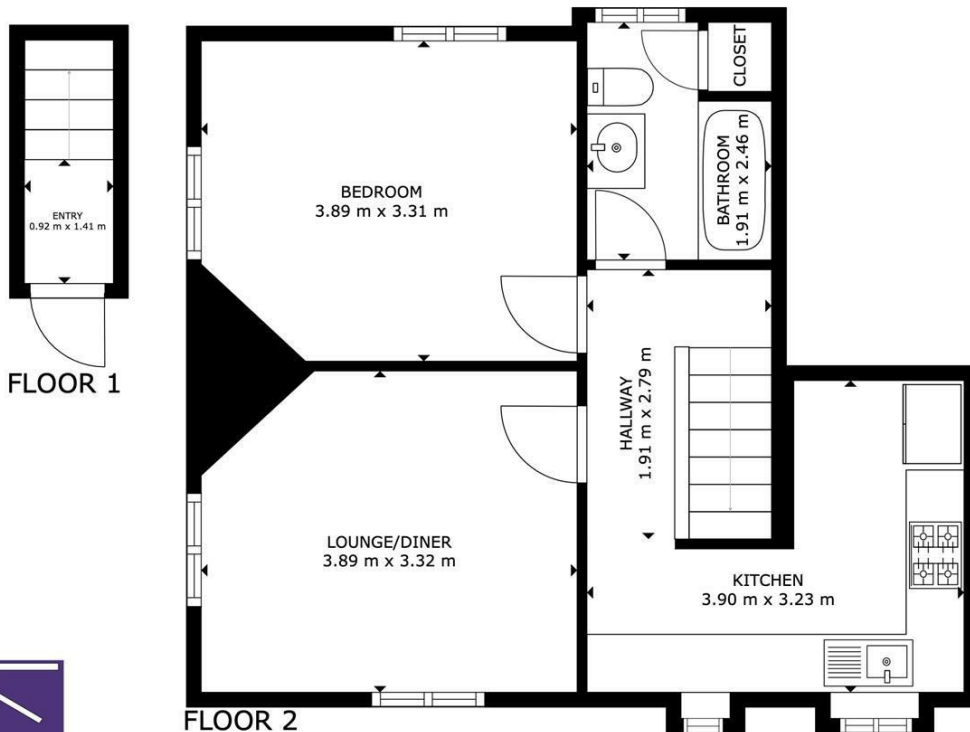 ENTRY
0.92 m x 1.41 m
FLOOR 1
BEDROOM
3.89 m x 3.31 m
CLOSET
BATHROOM
1.91 m x 2.46 m
HALLWAY
1.91 m x 2.79 m
LOUNGE/DINER
3.89 m x 3.32 m
KITCHEN
3.90 m x 3.23 m
FLOOR 2